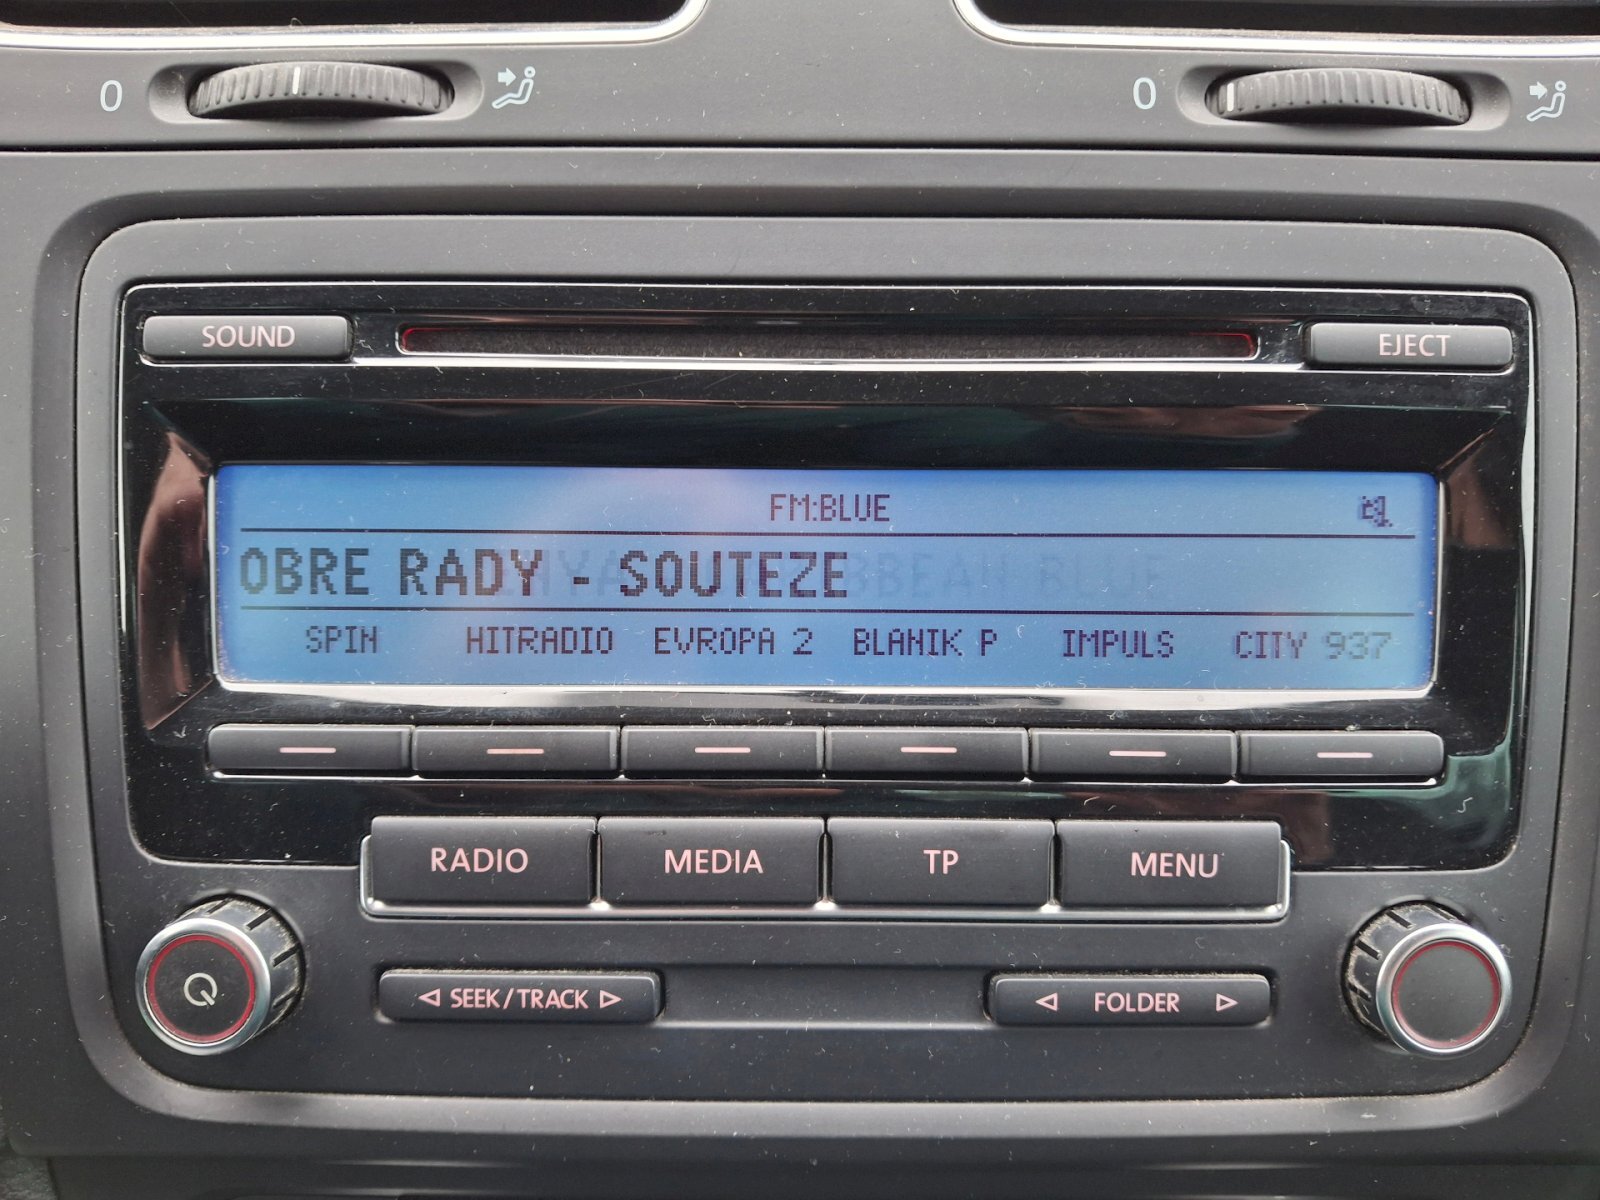 0 0
SOUND EJECT
FM:BLUE
OBRE RADY - SOUTEZE
SPIN HITRADIO EVROPA 2 BLANIK P IMPULS CITY 937
RADIO MEDIA TP MENU
SEEK/TRACK FOLDER